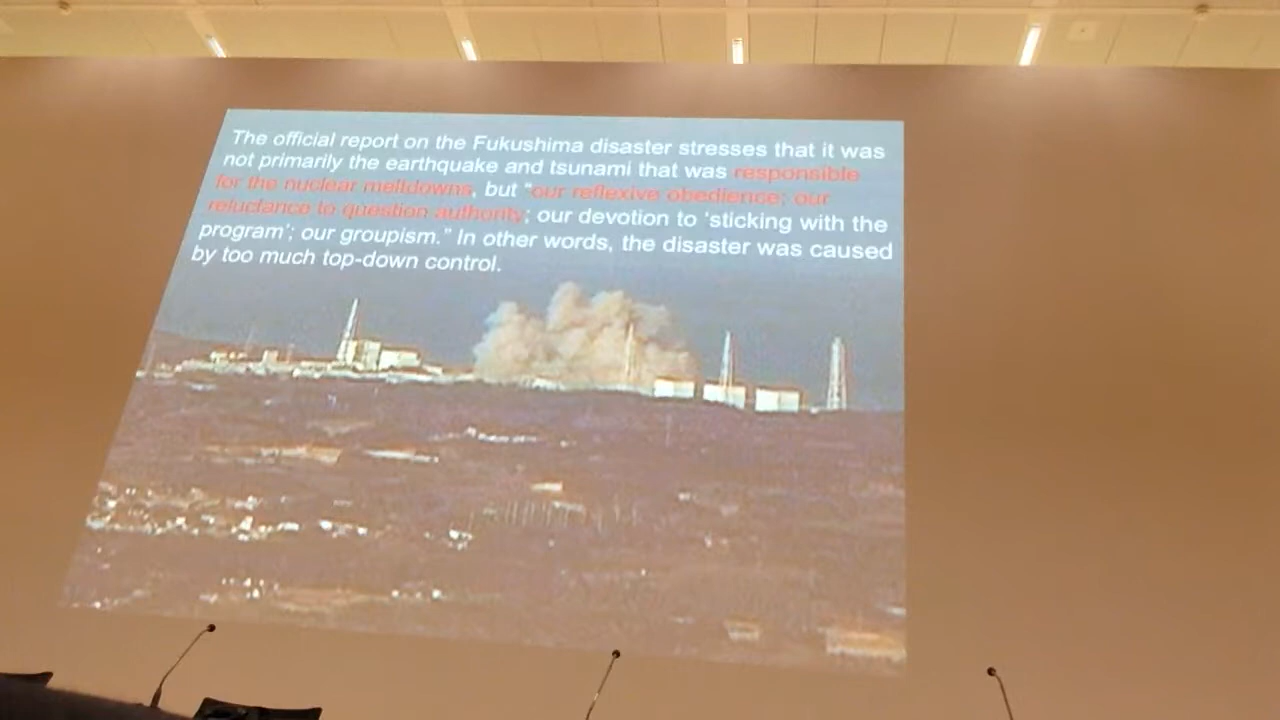 The official report on the Fukushima disaster stresses that it was
not primarily the earthquake and tsunami that was responsible
for the nuclear meltdowns, but "our reflexive obedience; our
reluctance to question authority; our devotion to 'sticking with the
program'; our groupism." In other words, the disaster was caused
by too much top-down control.